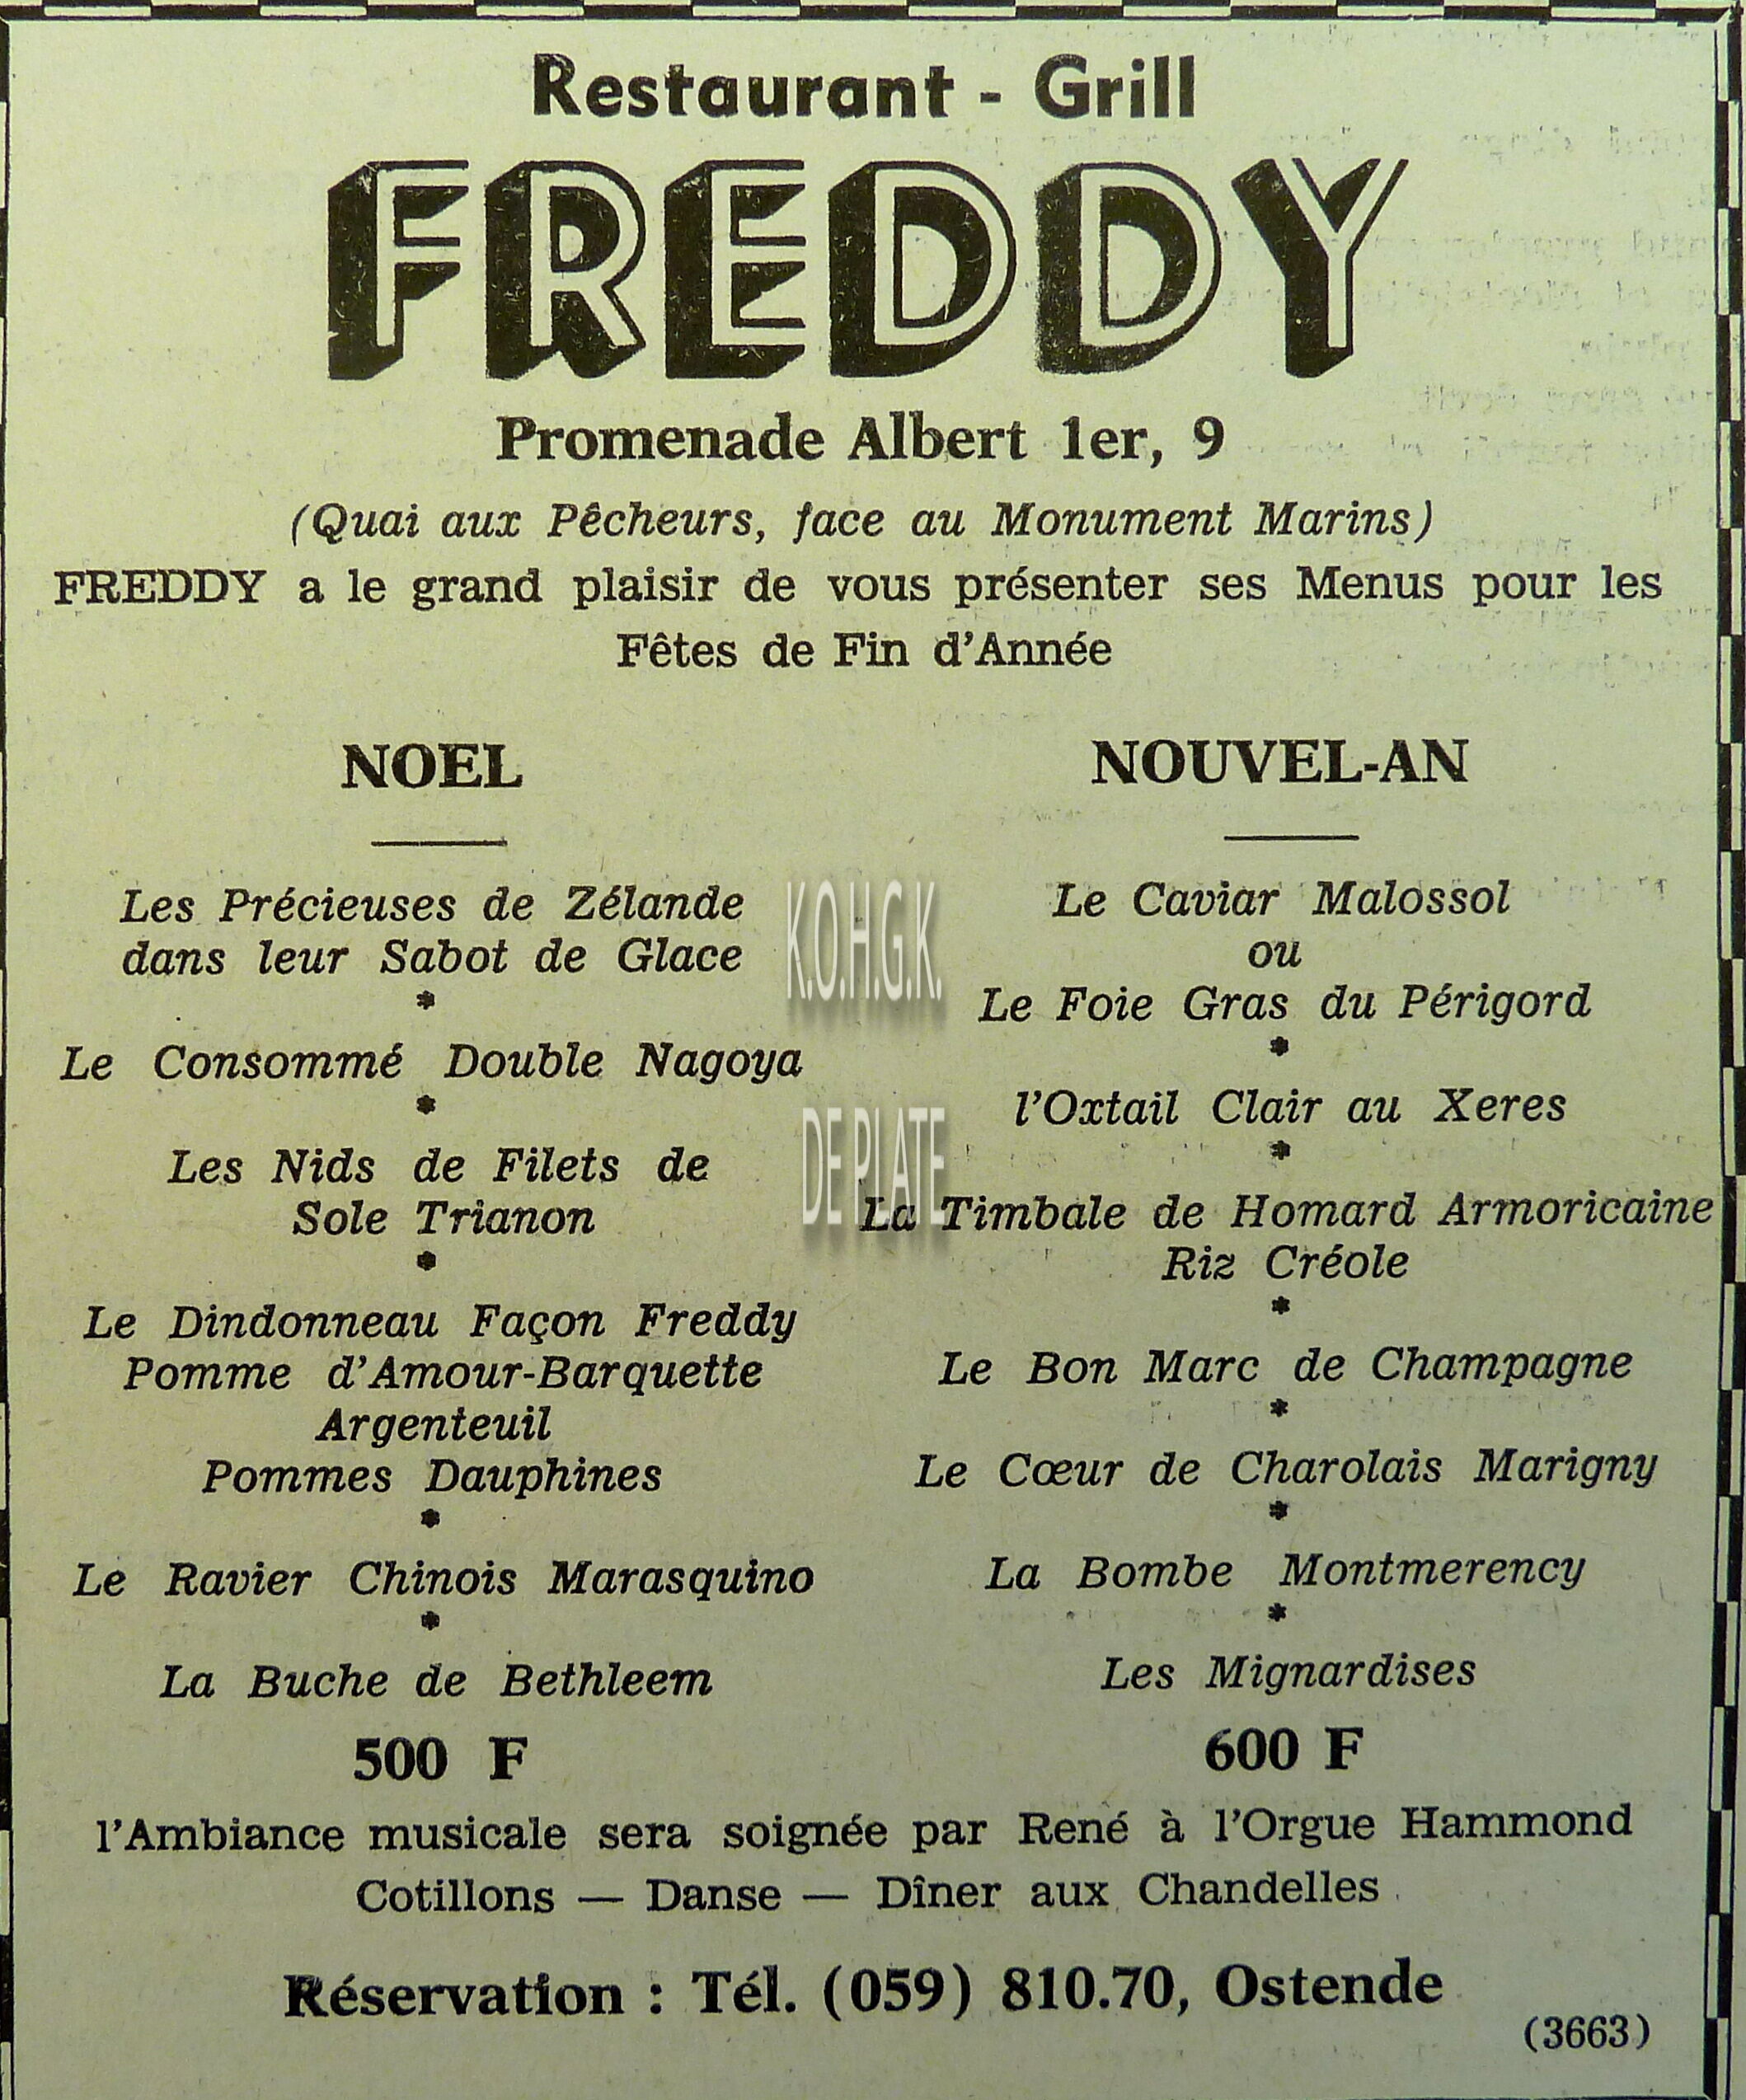 Restaurant - Grill
FREDDY
Promenade Albert 1er, 9
(Quai aux Pêcheurs, face au Monument Marins)
FREDDY a le grand plaisir de vous présenter ses Menus pour les
Fêtes de Fin d'Année
NOEL
Les Précieuses de Zélande
dans leur Sabot de Glace
*
Le Consommé Double Nagoya
*
Les Nids de Filets de
Sole Trianon
*
Le Dindonneau Façon Freddy
Pomme d'Amour-Barquette
Argenteuil
Pommes Dauphines
*
Le Ravier Chinois Marasquino
*
La Buche de Bethleem
500 F
NOUVEL-AN
Le Caviar Malossol
ou
Le Foie Gras du Périgord
*
l'Oxtail Clair au Xeres
*
La Timbale de Homard Armoricaine
Riz Créole
*
Le Bon Marc de Champagne
*
Le Cœur de Charolais Marigny
*
La Bombe Montmerency
*
Les Mignardises
600 F
K.O.H.G.K.
DE PLATE
l'Ambiance musicale sera soignée par René à l'Orgue Hammond
Cotillons — Danse — Dîner aux Chandelles
Réservation : Tél. (059) 810.70, Ostende
(3663)